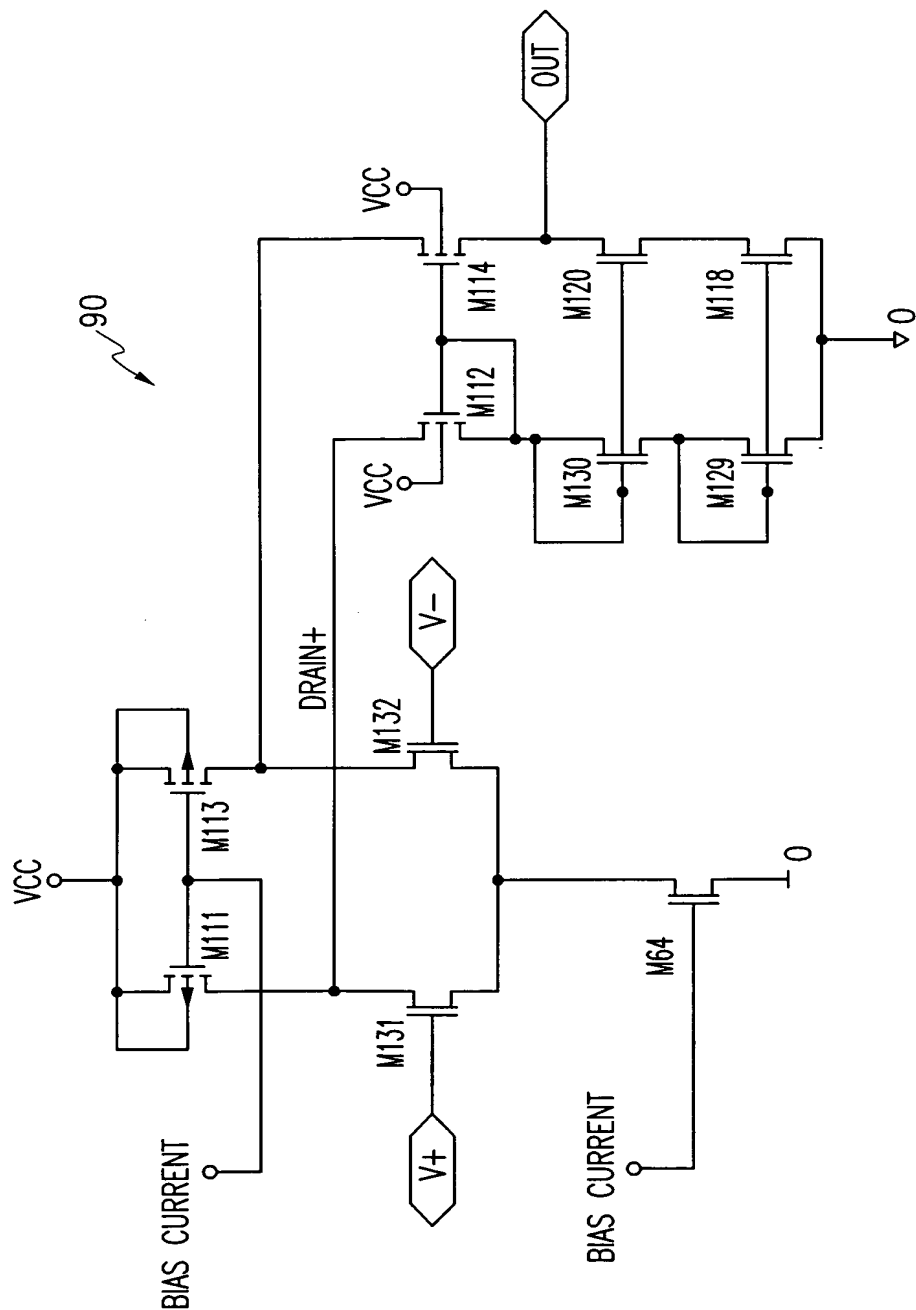 90
VCC
M111
M113
BIAS CURRENT
DRAIN+
VCC
VCC
M112
M114
V+
M131
M132
V-
OUT
M130
M120
M129
M118
BIAS CURRENT
M64
0
0